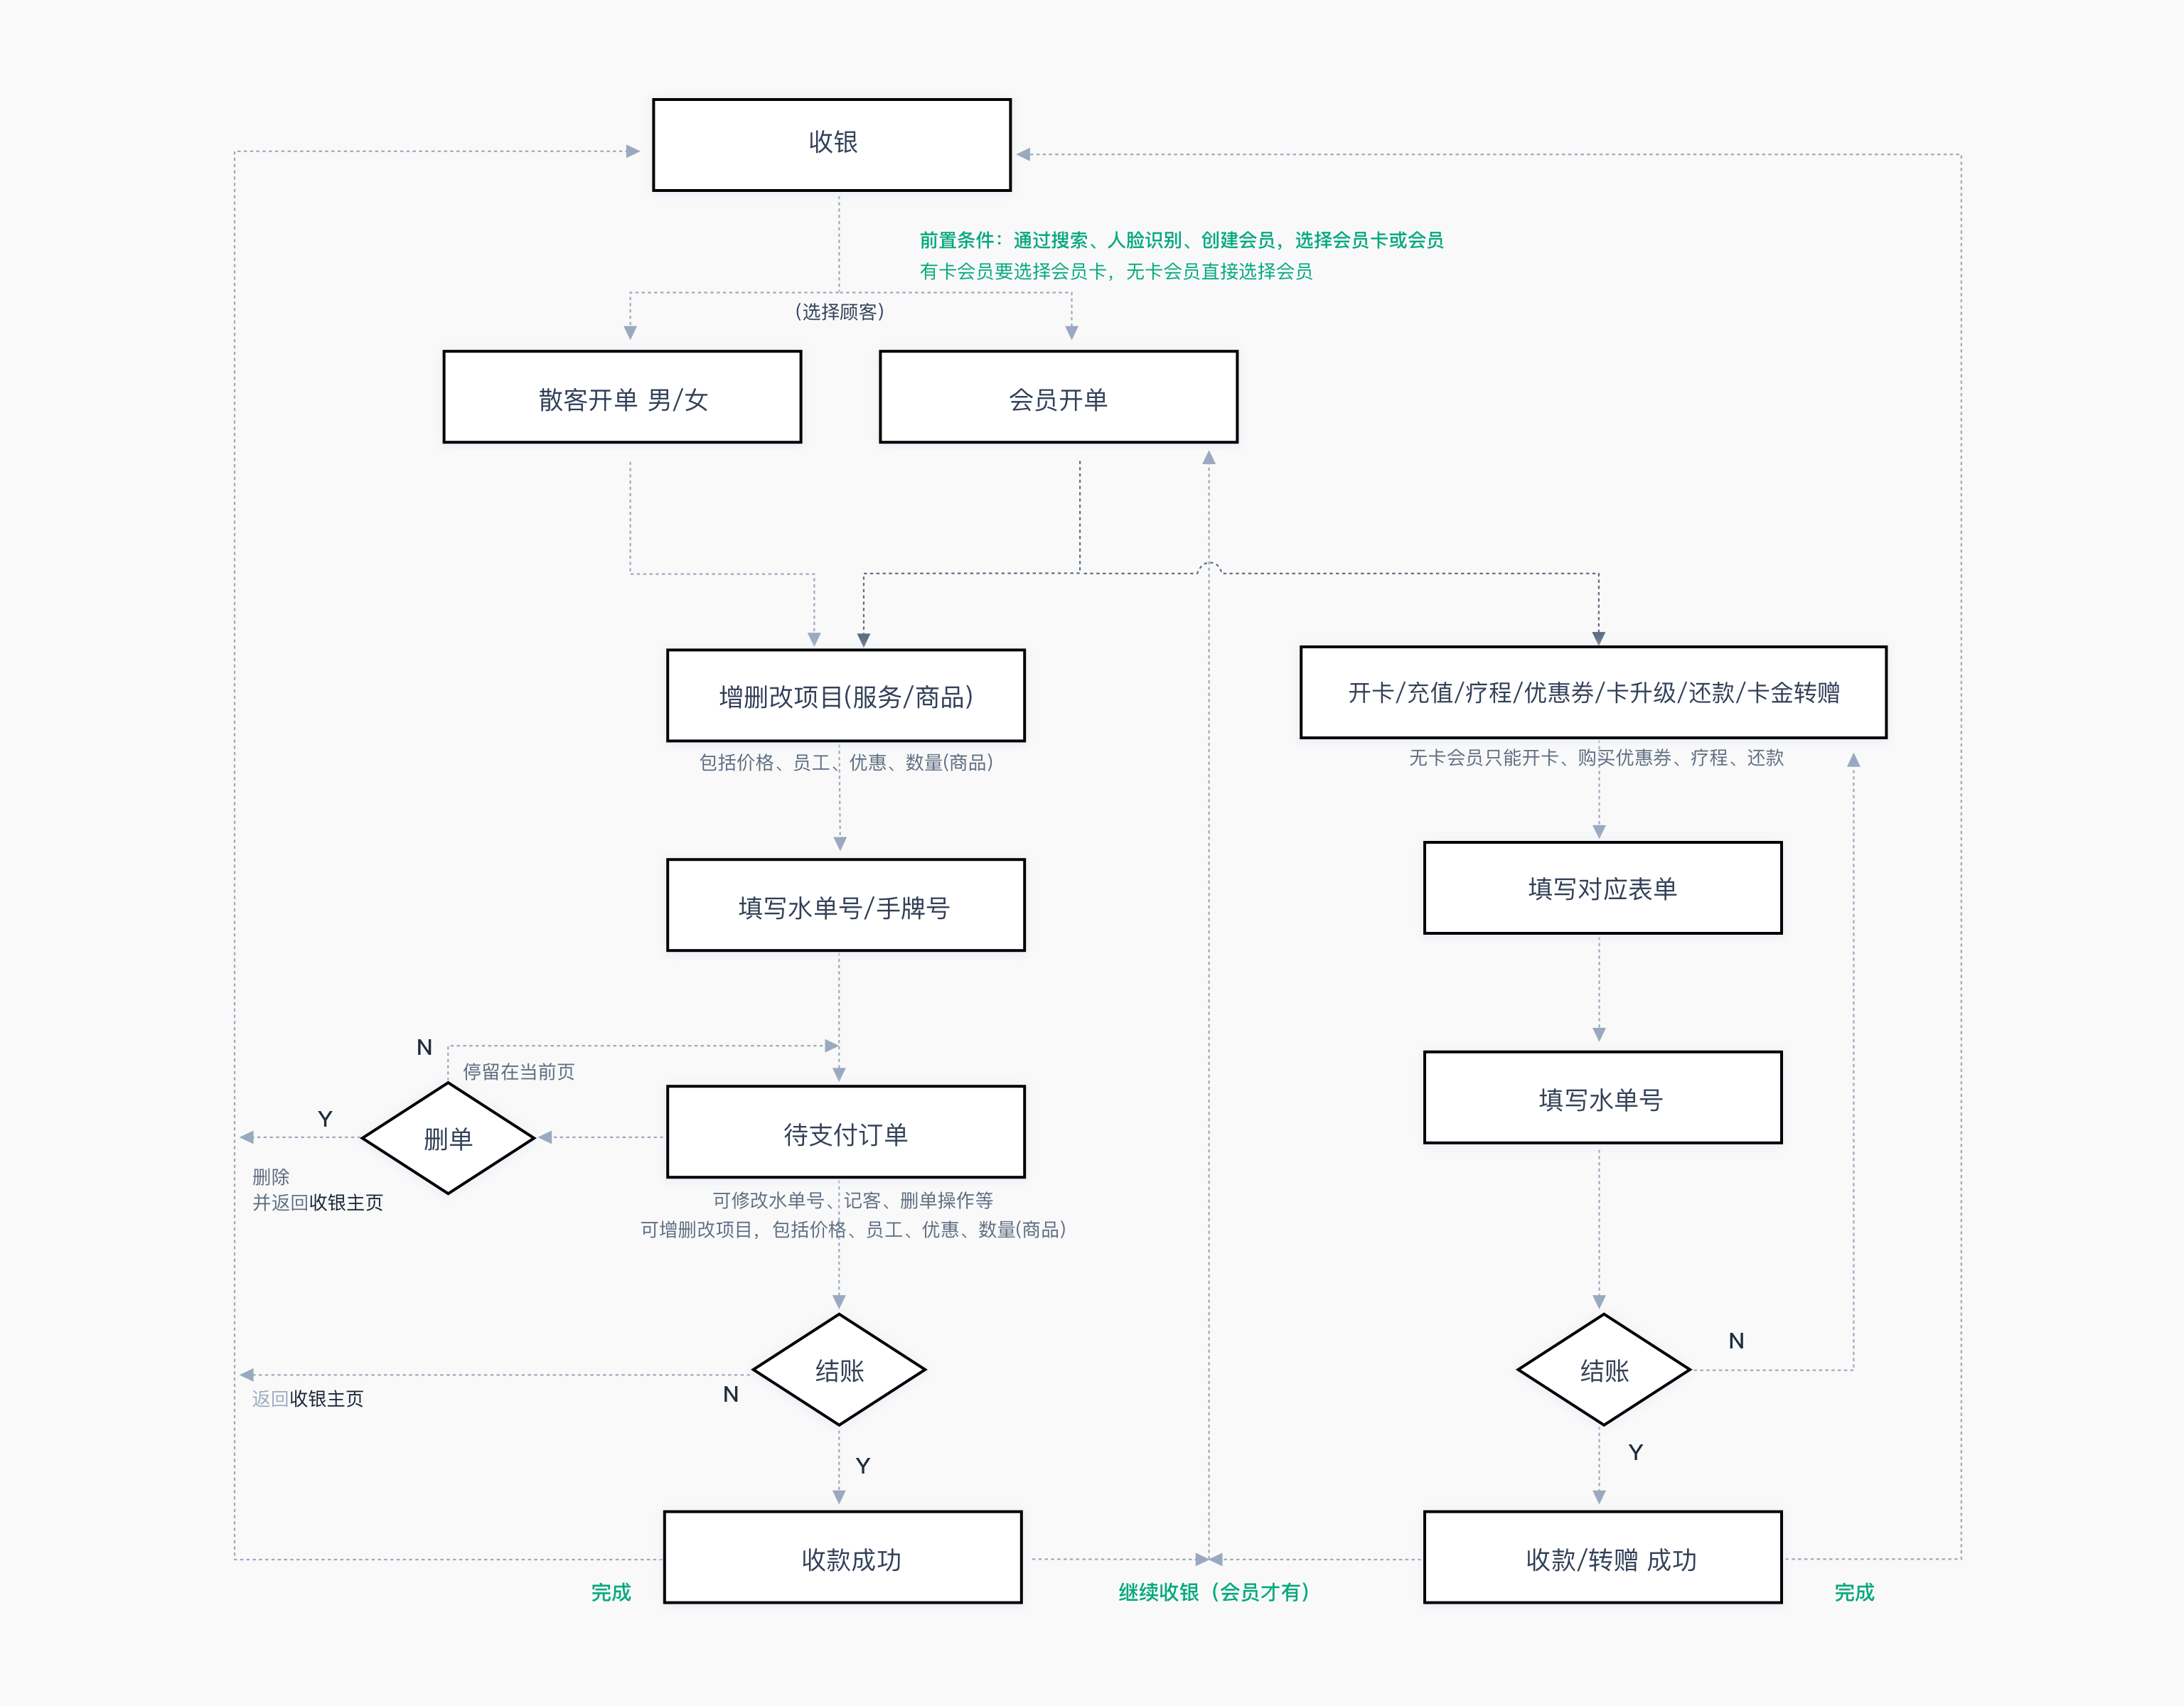 收银
前置条件：通过搜索、人脸识别、创建会员，选择会员卡或会员
有卡会员要选择会员卡，无卡会员直接选择会员
(选择顾客)
散客开单 男/女
会员开单
增删改项目(服务/商品)
包括价格、员工、优惠、数量(商品)
开卡/充值/疗程/优惠券/卡升级/还款/卡金转赠
无卡会员只能开卡、购买优惠券、疗程、还款
填写水单号/手牌号
填写对应表单
N
停留在当前页
Y
删单
删除
并返回收银主页
待支付订单
可修改水单号、记客、删单操作等
可增删改项目，包括价格、员工、优惠、数量(商品)
填写水单号
结账
N
返回收银主页
Y
结账
N
Y
收款成功
完成
继续收银（会员才有）
收款/转赠 成功
完成